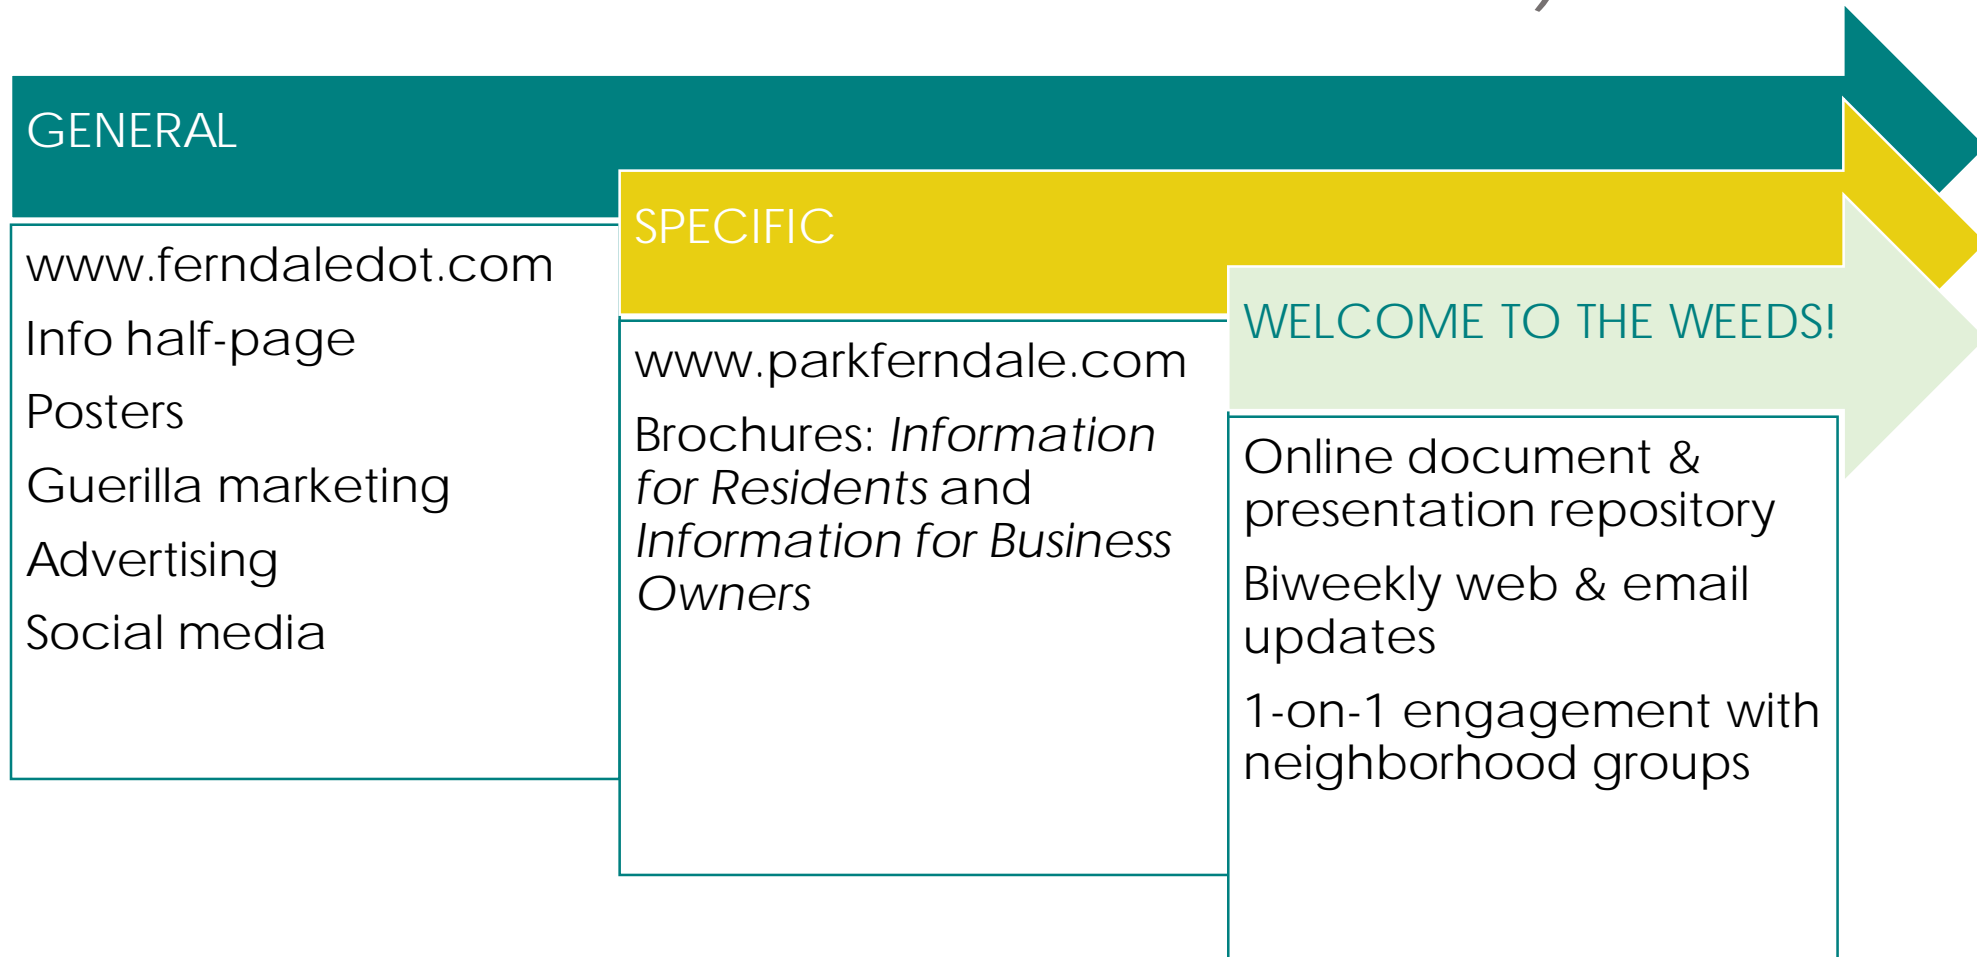 GENERAL
www.ferndaledot.com
Info half-page
Posters
Guerilla marketing
Advertising
Social media
SPECIFIC
www.parkferndale.com
Brochures: Information
for Residents and
Information for Business
Owners
WELCOME TO THE WEEDS!
Online document &
presentation repository
Biweekly web & email
updates
1-on-1 engagement with
neighborhood groups